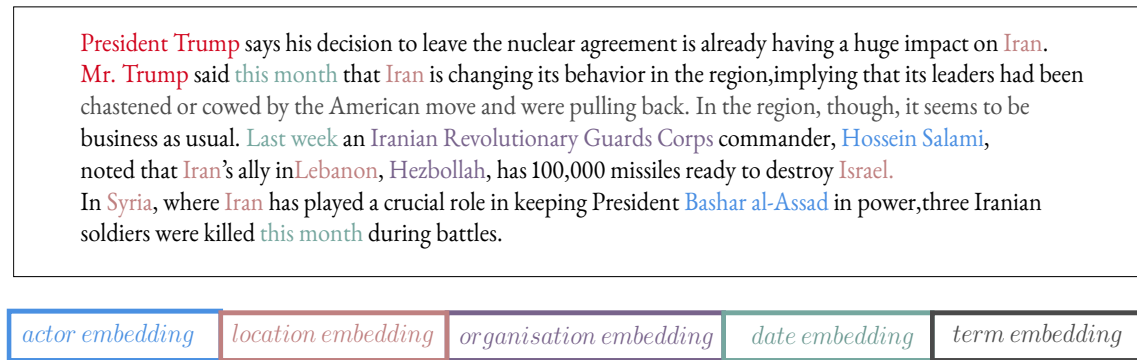 President Trump says his decision to leave the nuclear agreement is already having a huge impact on Iran.
Mr. Trump said this month that Iran is changing its behavior in the region,implying that its leaders had been
chastened or cowed by the American move and were pulling back. In the region, though, it seems to be
business as usual. Last week an Iranian Revolutionary Guards Corps commander, Hossein Salami,
noted that Iran’s ally inLebanon, Hezbollah, has 100,000 missiles ready to destroy Israel.
In Syria, where Iran has played a crucial role in keeping President Bashar al-Assad in power,three Iranian
soldiers were killed this month during battles.
actor embedding location embedding organisation embedding date embedding term embedding